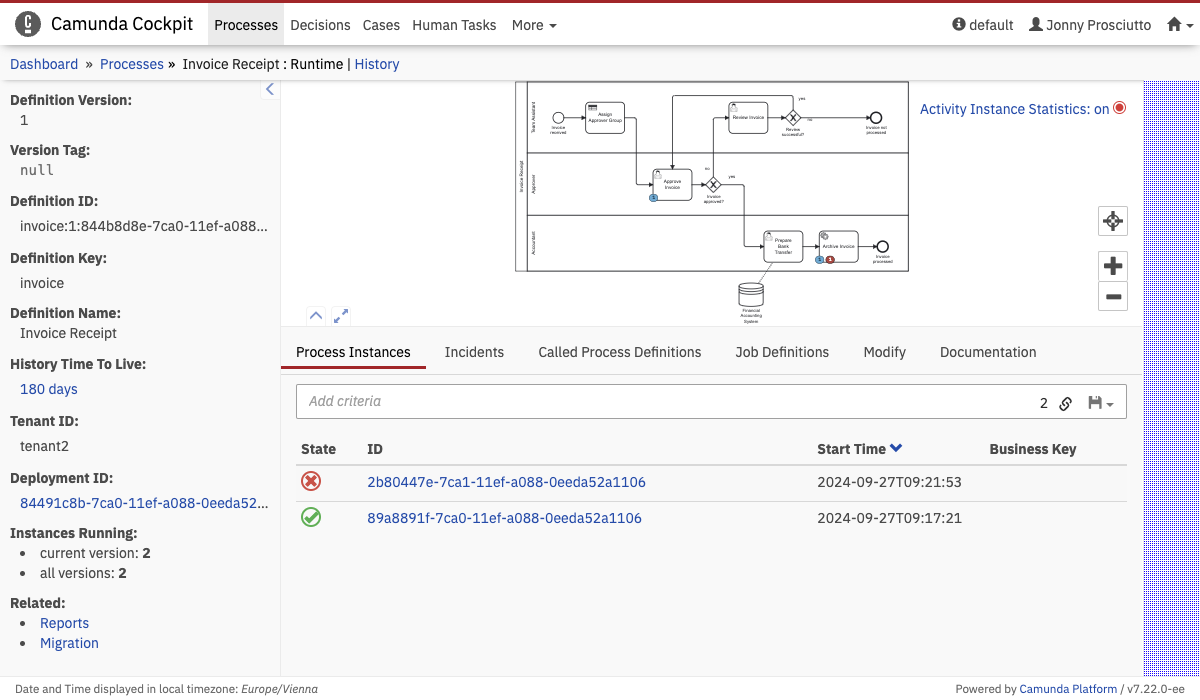 Camunda Cockpit
Processes
Decisions
Cases
Human Tasks
More
default
Jonny Prosciutto
Dashboard » Processes » Invoice Receipt : Runtime | History
Definition Version:
1
Version Tag:
null
Definition ID:
invoice:1:844b8d8e-7ca0-11ef-a088...
Definition Key:
invoice
Definition Name:
Invoice Receipt
History Time To Live:
180 days
Tenant ID:
tenant2
Deployment ID:
84491c8b-7ca0-11ef-a088-0eeda52...
Instances Running:
current version: 2
all versions: 2
Related:
Reports
Migration
Invoice Receipt
Team Assistant
Approver
Accountant
Invoice
received
Assign
Approver Group
Review Invoice
yes
Review
successful?
no
Invoice not
processed
Approve
Invoice
1
no
yes
Invoice
approved?
Prepare
Bank
Transfer
Archive Invoice
1
1
Invoice
processed
Financial
Accounting
System
Activity Instance Statistics: on
Process Instances
Incidents
Called Process Definitions
Job Definitions
Modify
Documentation
Add criteria
2
State
ID
Start Time
Business Key
2b80447e-7ca1-11ef-a088-0eeda52a1106
2024-09-27T09:21:53
89a8891f-7ca0-11ef-a088-0eeda52a1106
2024-09-27T09:17:21
Date and Time displayed in local timezone: Europe/Vienna
Powered by Camunda Platform / v7.22.0-ee